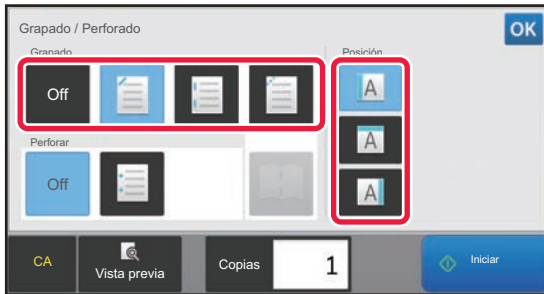 Grapado / Perforado
OK
Grapado
Posición
Off
A
A
A
Perforar
Off
CA
Vista previa
Copias
1
Iniciar